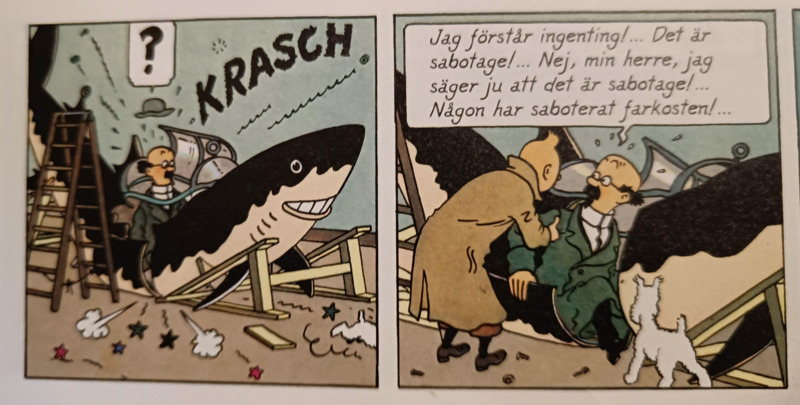 ?
KRASCH
Jag förstår ingenting!... Det är
sabotage!... Nej, min herre, jag
säger ju att det är sabotage!...
Någon har saboterat farkosten!...